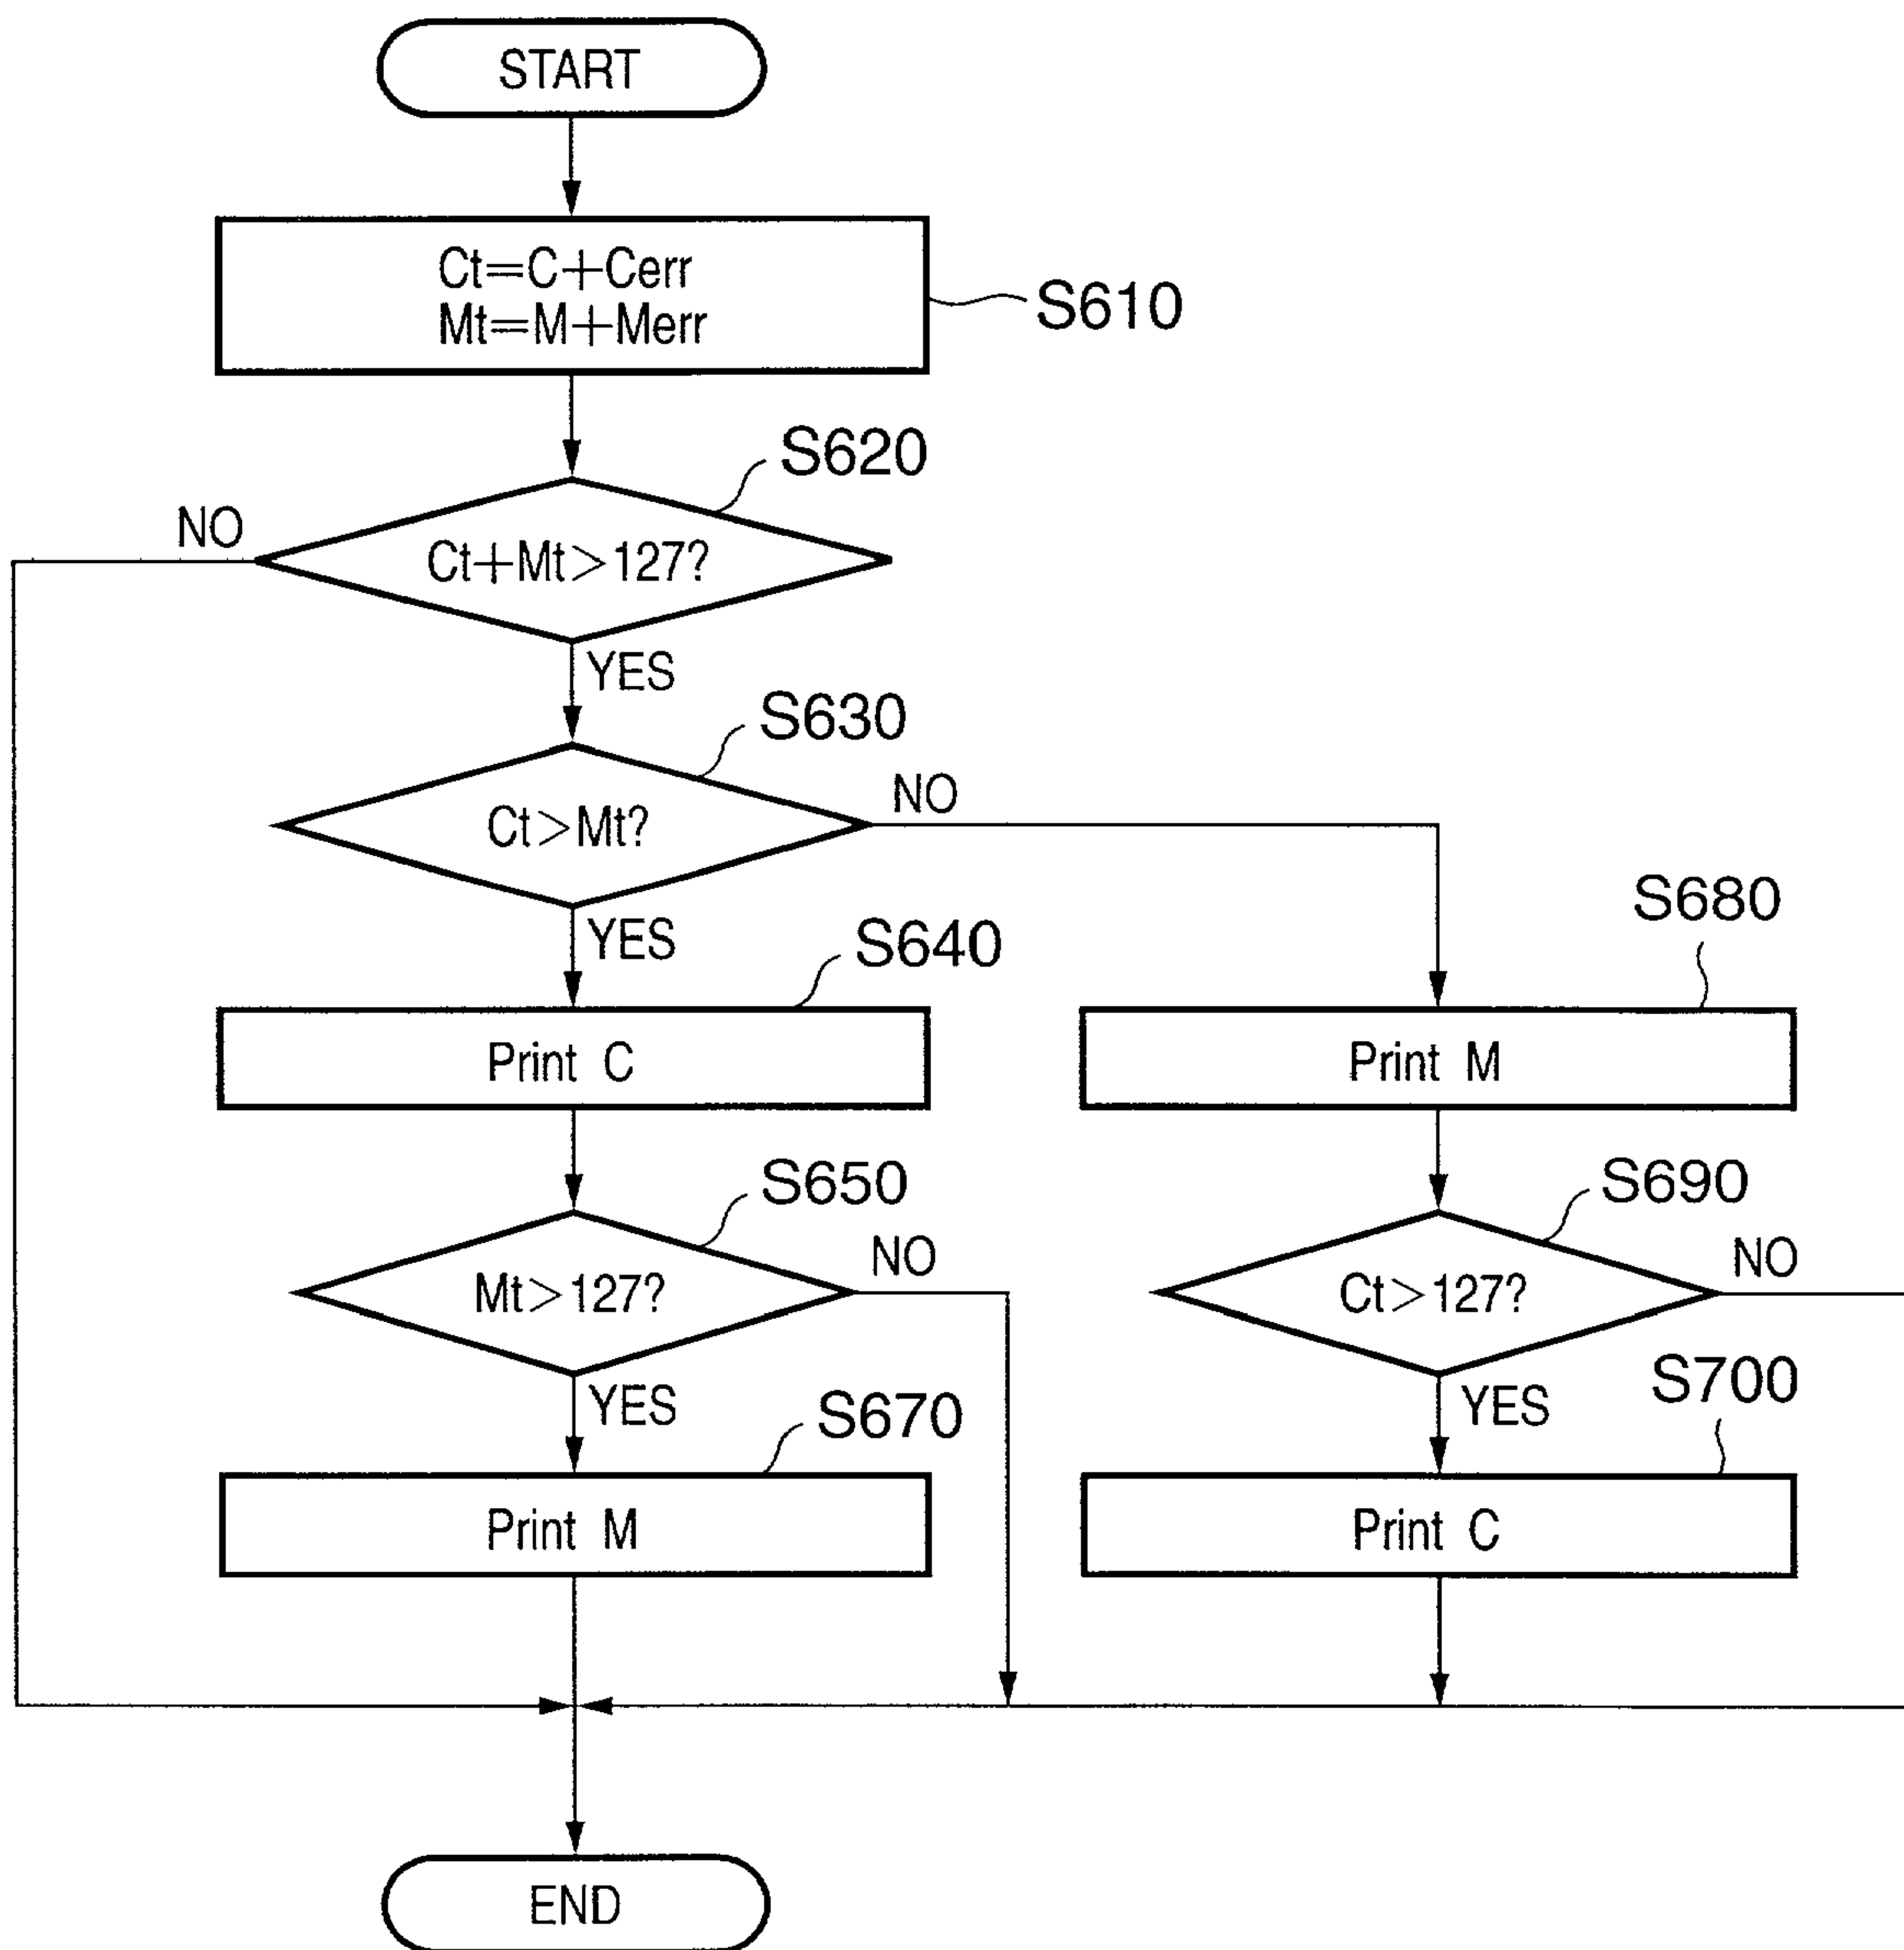 START
Ct=C+Cerr
Mt=M+Merr
S610
S620
NO
Ct+Mt>127?
YES
S630
NO
Ct>Mt?
YES
S640
S680
Print C
Print M
S650
S690
NO
NO
Mt>127?
Ct>127?
YES
YES
S670
S700
Print M
Print C
END